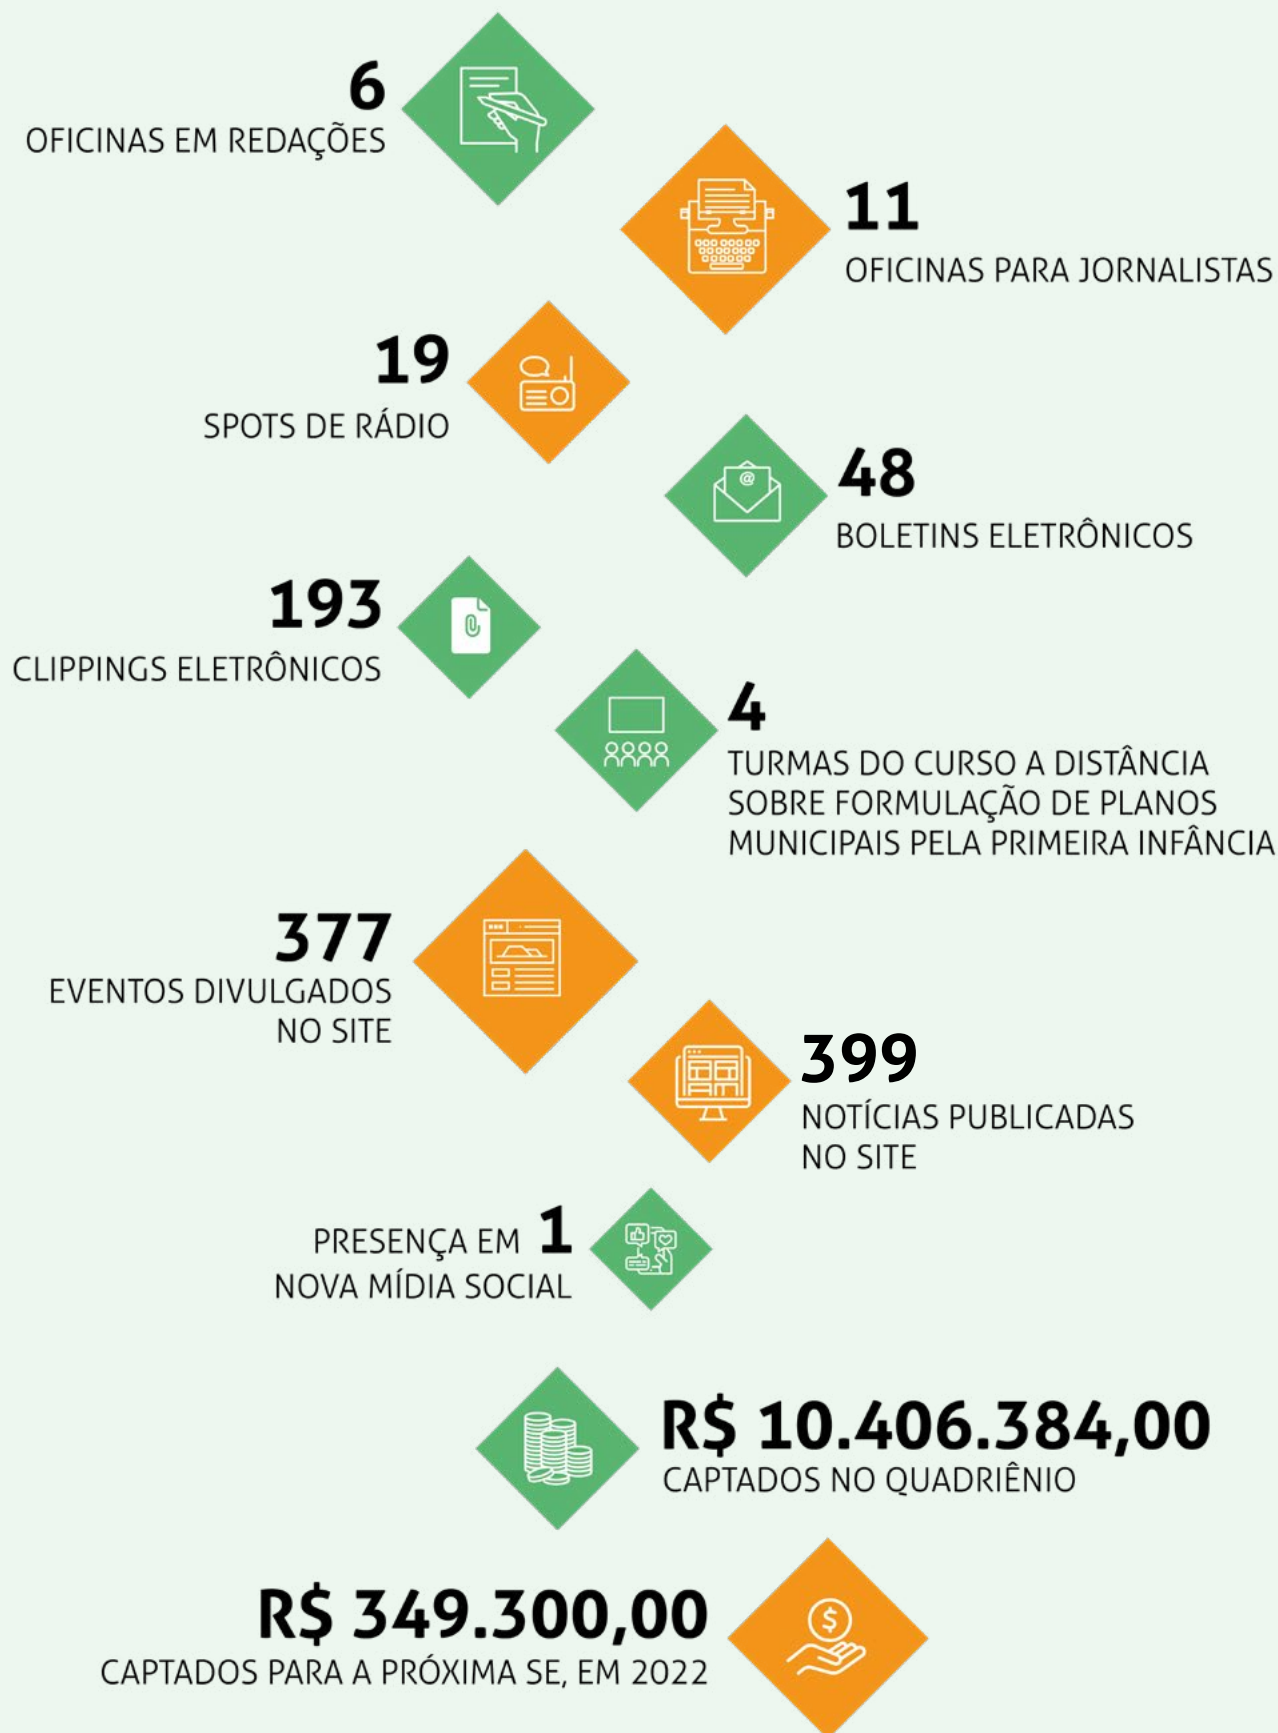 6
OFICINAS EM REDAÇÕES
11
OFICINAS PARA JORNALISTAS
19
SPOTS DE RÁDIO
48
BOLETINS ELETRÔNICOS
193
CLIPPINGS ELETRÔNICOS
4
TURMAS DO CURSO A DISTÂNCIA
SOBRE FORMULAÇÃO DE PLANOS
MUNICIPAIS PELA PRIMEIRA INFÂNCIA
377
EVENTOS DIVULGADOS
NO SITE
399
NOTÍCIAS PUBLICADAS
NO SITE
PRESENÇA EM 1
NOVA MÍDIA SOCIAL
R$ 10.406.384,00
CAPTADOS NO QUADRIÊNIO
R$ 349.300,00
CAPTADOS PARA A PRÓXIMA SE, EM 2022